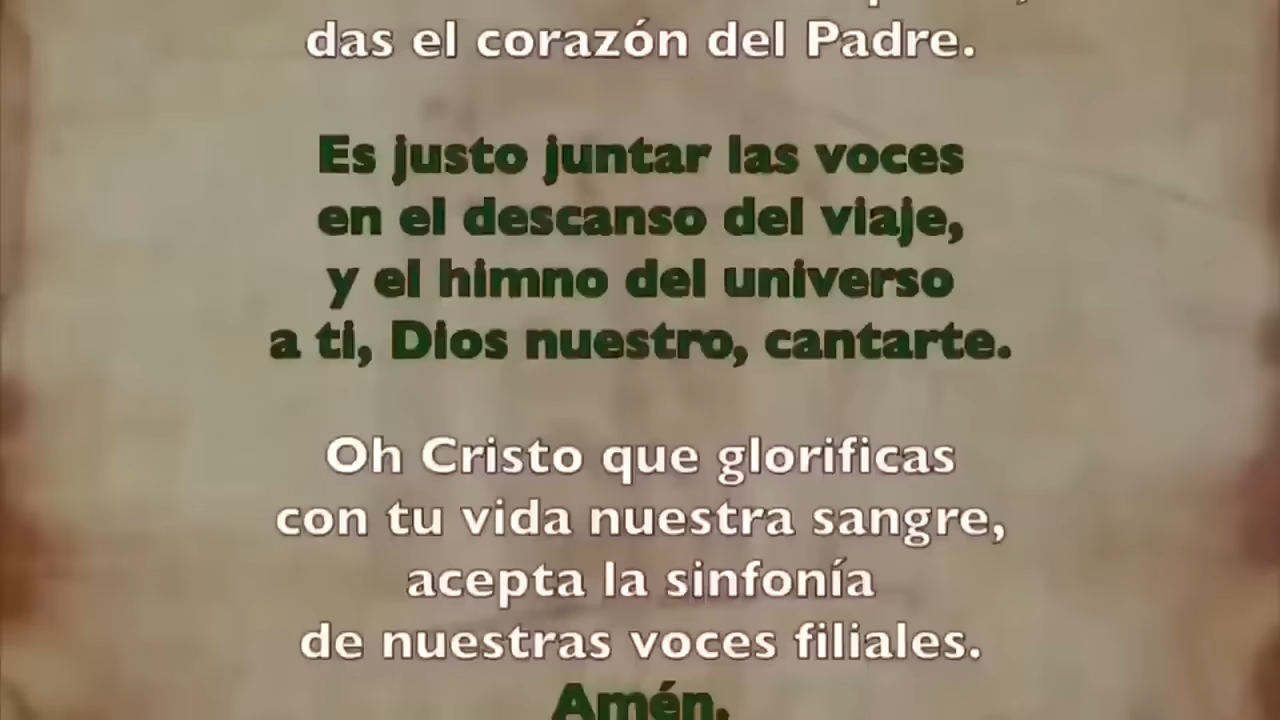 das el corazón del Padre.
Es justo juntar las voces
en el descanso del viaje,
y el himno del universo
a ti, Dios nuestro, cantarte.
Oh Cristo que glorificas
con tu vida nuestra sangre,
acepta la sinfonía
de nuestras voces filiales.
Amén.